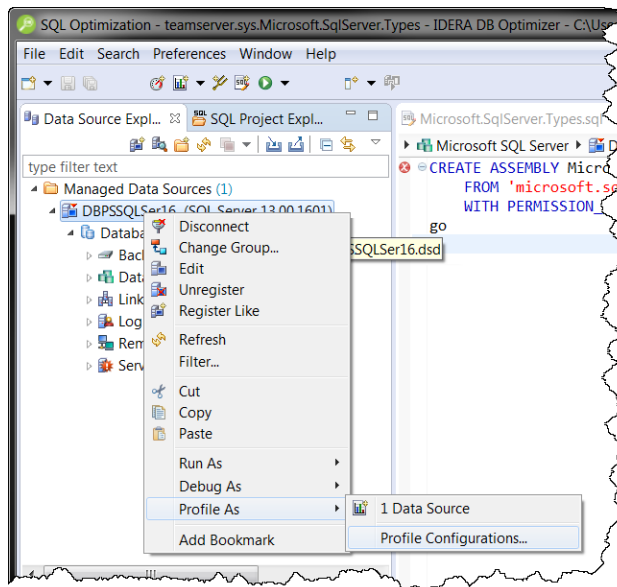 SQL Optimization - teamserver.sys.Microsoft.SqlServer.Types - IDERA DB Optimizer - C:\Use
File Edit Search Preferences Window Help
Data Source Expl... SQL Project Expl...
Microsoft.SqlServer.Types.sql
Microsoft SQL Server
type filter text
CREATE ASSEMBLY Micro
Managed Data Sources (1)
FROM 'microsoft.se
DBPSSQLSer16 (SQL Server 13.00.1601)
WITH PERMISSION_
go
Databa
Disconnect
Bac
Change Group...
SSQLSer16.dsd
Data
Edit
Link
Unregister
Log
Register Like
Rem
Refresh
Serv
Filter...
Cut
Copy
Paste
Run As
Debug As
Profile As
1 Data Source
Add Bookmark
Profile Configurations...